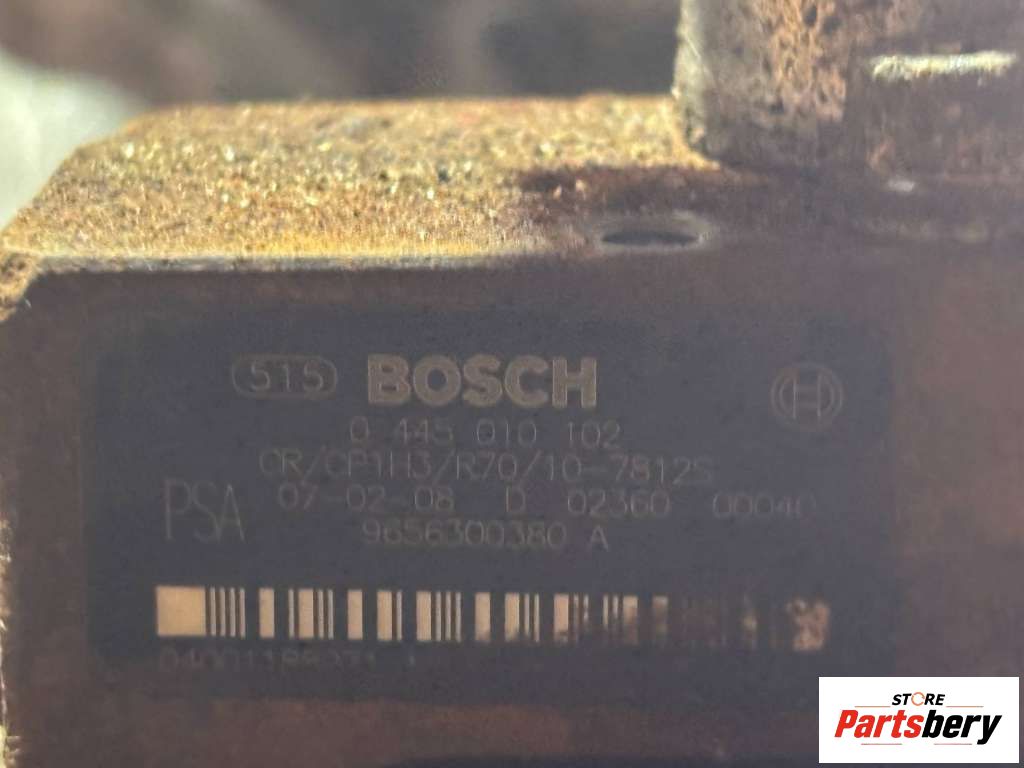 515 BOSCH
0 445 010 102
CR/CP1H3/R70/10-7812S
PSA 07-02-08 D 02360 00040
9656300380 A
STORE
Partsbery